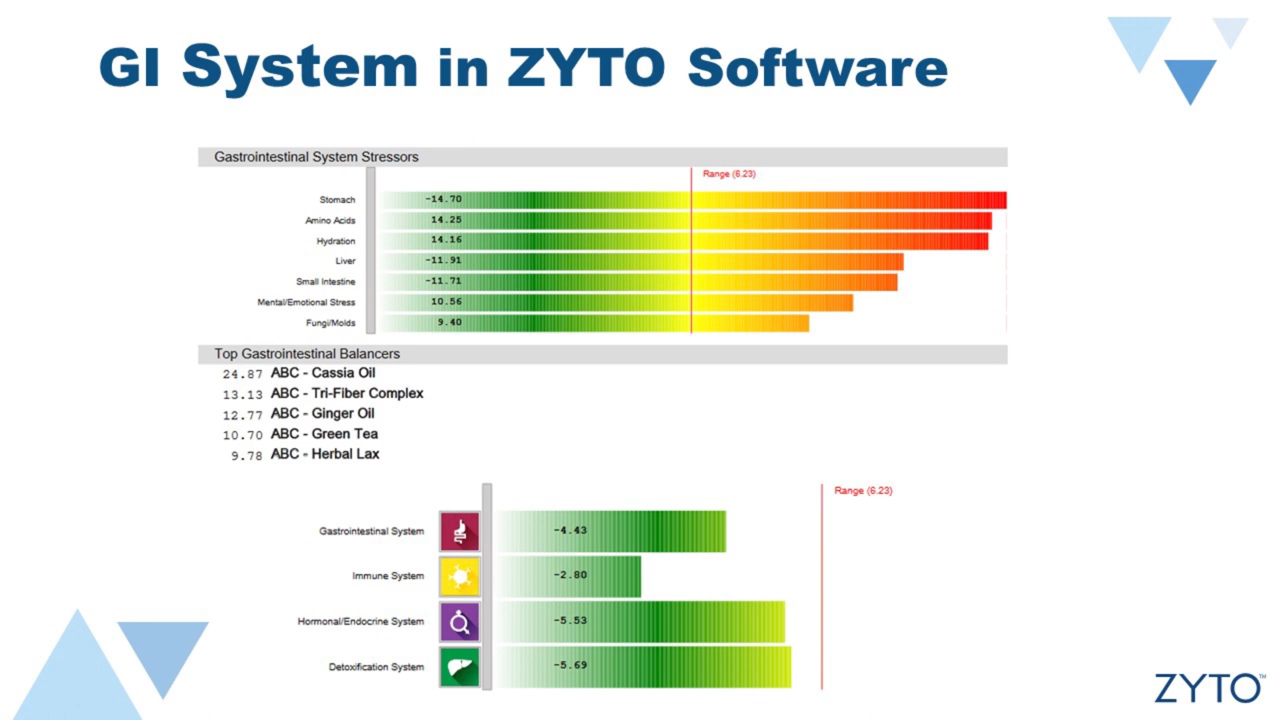 GI System in ZYTO Software
Gastrointestinal System Stressors
Range (6.23)
Stomach -14.70
Amino Acids 14.25
Hydration 14.16
Liver -11.91
Small Intestine -11.71
Mental/Emotional Stress 10.56
Fungi/Molds 9.40
Top Gastrointestinal Balancers
24.87 ABC - Cassia Oil
13.13 ABC - Tri-Fiber Complex
12.77 ABC - Ginger Oil
10.70 ABC - Green Tea
9.78 ABC - Herbal Lax
Range (6.23)
Gastrointestinal System -4.43
Immune System -2.80
Hormonal/Endocrine System -5.53
Detoxification System -5.69
ZYTO™